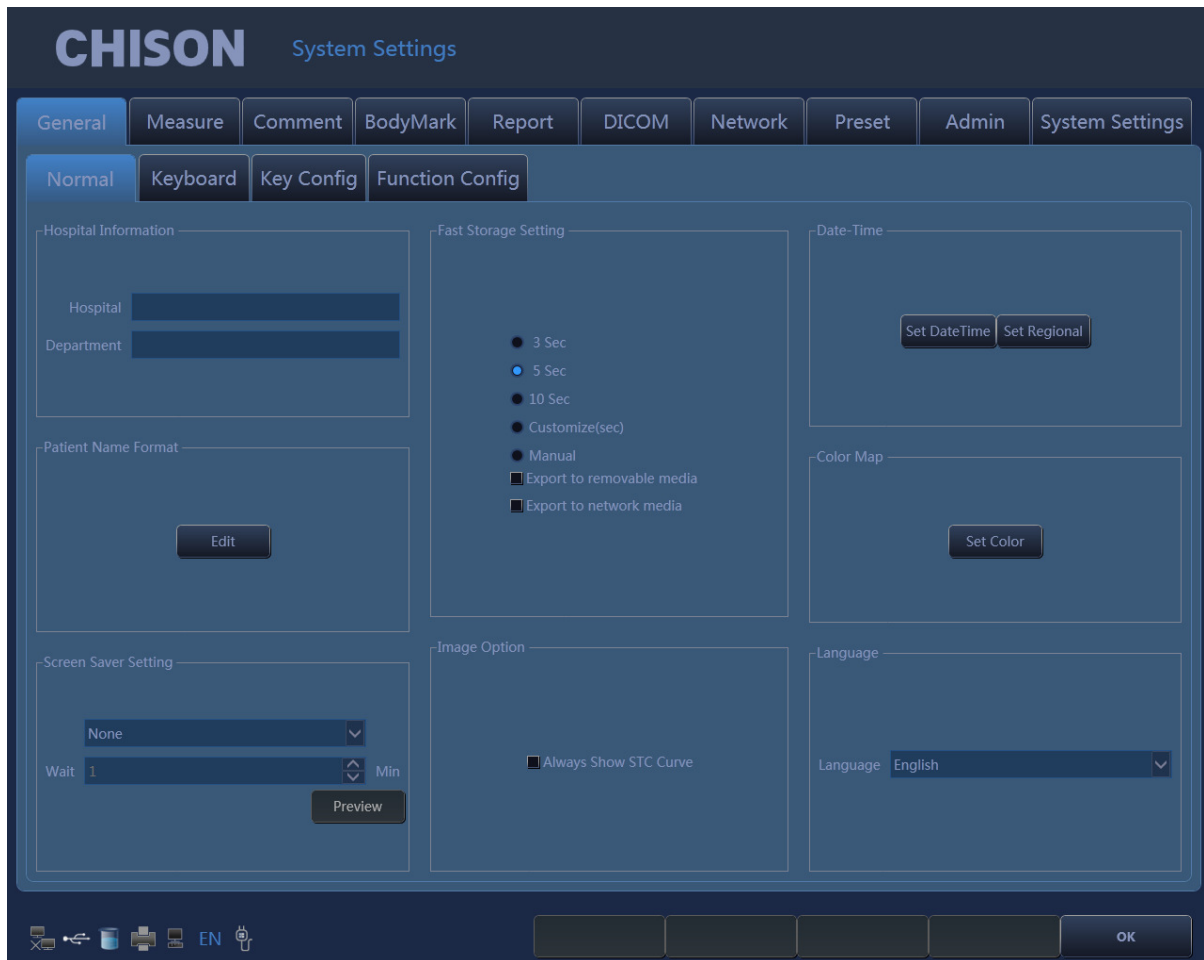 CHISON System Settings
General Measure Comment BodyMark Report DICOM Network Preset Admin System Settings
Normal Keyboard Key Config Function Config
Hospital Information
Hospital
Department
Patient Name Format
Edit
Screen Saver Setting
None
Wait 1 Min
Preview
Fast Storage Setting
3 Sec
5 Sec
10 Sec
Customize(sec)
Manual
Export to removable media
Export to network media
Image Option
Always Show STC Curve
Date-Time
Set DateTime Set Regional
Color Map
Set Color
Language
Language English
EN OK